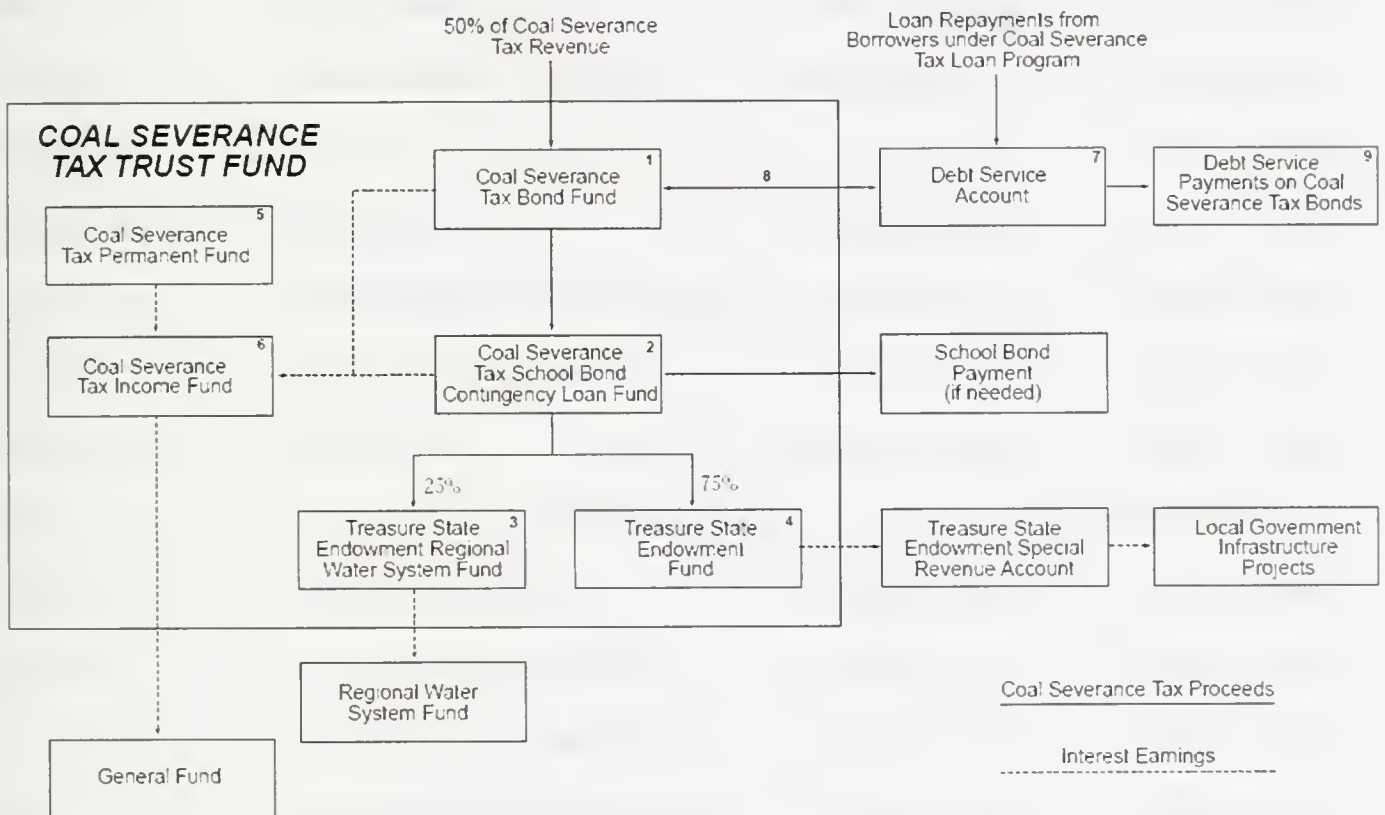 50% of Coal Severance
Tax Revenue
Loan Repayments from
Borrowers under Coal Severance
Tax Loan Program
COAL SEVERANCE
TAX TRUST FUND
1
Coal Severance
Tax Bond Fund
8
7
Debt Service
Account
9
Debt Service
Payments on Coal
Severance Tax Bonds
5
Coal Severance
Tax Permanent Fund
6
Coal Severance
Tax Income Fund
2
Coal Severance
Tax School Bond
Contingency Loan Fund
School Bond
Payment
(if needed)
25%
75%
3
Treasure State
Endowment Regional
Water System Fund
4
Treasure State
Endowment
Fund
Treasure State
Endowment Special
Revenue Account
Local Government
Infrastructure
Projects
Regional Water
System Fund
General Fund
Coal Severance Tax Proceeds
Interest Earnings